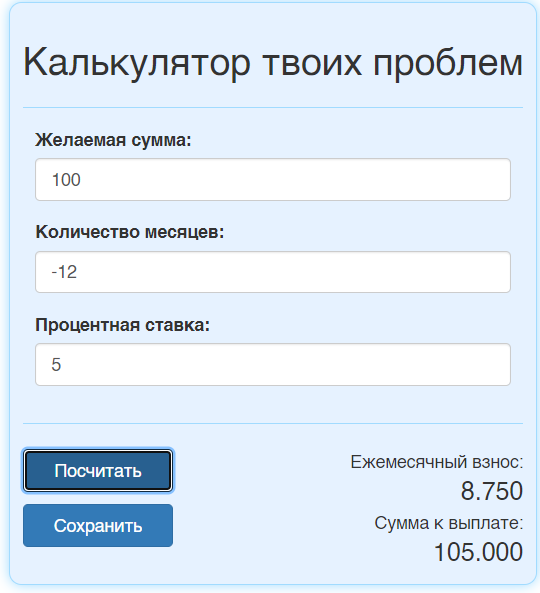 Калькулятор твоих проблем
Желаемая сумма:
100
Количество месяцев:
-12
Процентная ставка:
5
Посчитать
Сохранить
Ежемесячный взнос:
8.750
Сумма к выплате:
105.000